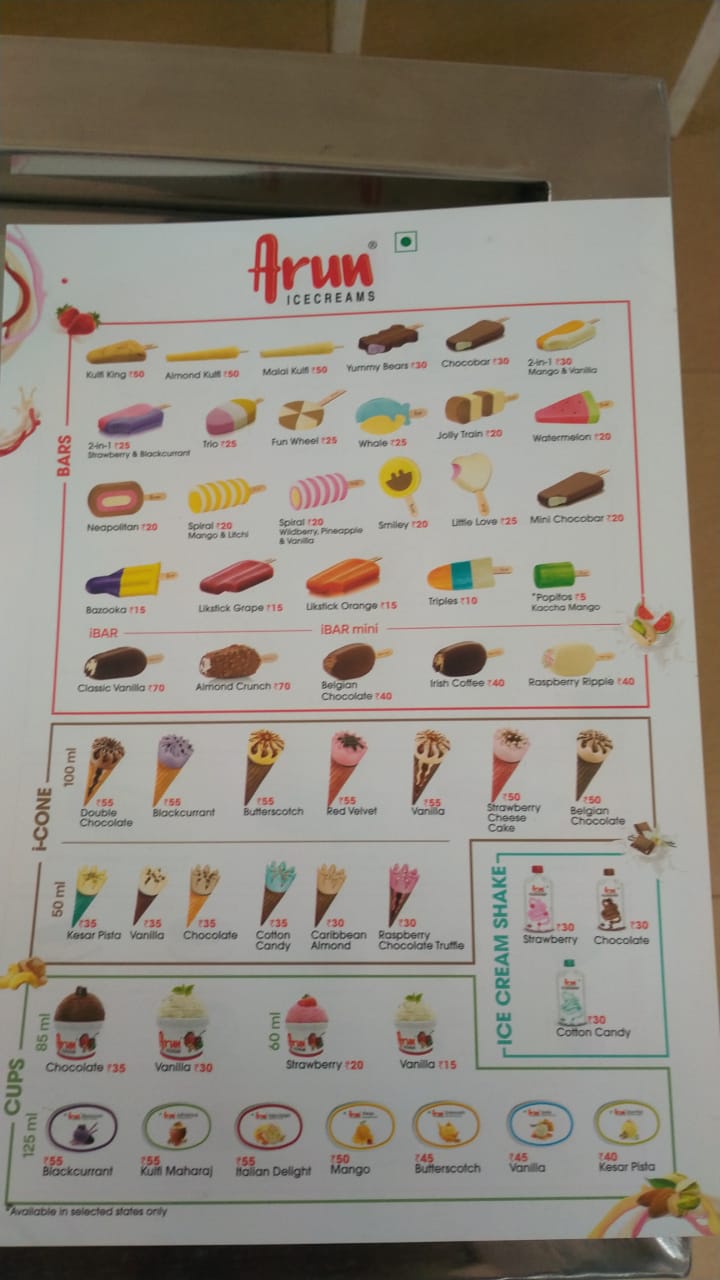 Arun®
ICECREAMS
BARS
Kulfi King ₹50
Almond Kulfi ₹50
Malai Kulfi ₹50
Yummy Bears ₹30
Chocobar ₹30
2-in-1 ₹30
Mango & Vanilla
2-in-1 ₹25
Strawberry & Blackcurrant
Trio ₹25
Fun Wheel ₹25
Whale ₹25
Jolly Train ₹20
Watermelon ₹20
Neapolitan ₹20
Spiral ₹20
Mango & Litchi
Spiral ₹20
Wildberry, Pineapple
& Vanilla
Smiley ₹20
Little Love ₹25
Mini Chocobar ₹20
Bazooka ₹15
Likstick Grape ₹15
Likstick Orange ₹15
Triples ₹10
*Popitos ₹5
Kaccha Mango
iBAR
iBAR mini
Classic Vanilla ₹70
Almond Crunch ₹70
Belgian
Chocolate ₹40
Irish Coffee ₹40
Raspberry Ripple ₹40
i-CONE
100 ml
₹55
Double
Chocolate
₹55
Blackcurrant
₹55
Butterscotch
₹55
Red Velvet
₹55
Vanilla
₹50
Strawberry
Cheese
Cake
₹50
Belgian
Chocolate
50 ml
₹35
Kesar Pista
₹35
Vanilla
₹35
Chocolate
₹35
Cotton
Candy
₹30
Caribbean
Almond
₹30
Raspberry
Chocolate Truffle
ICE CREAM SHAKE
₹30
Strawberry
₹30
Chocolate
₹30
Cotton Candy
CUPS
85 ml
Chocolate ₹35
Vanilla ₹30
60 ml
Strawberry ₹20
Vanilla ₹15
125 ml
₹55
Blackcurrant
₹55
Kulfi Maharaj
₹55
Italian Delight
₹50
Mango
₹45
Butterscotch
₹45
Vanilla
₹40
Kesar Pista
*Available in selected states only